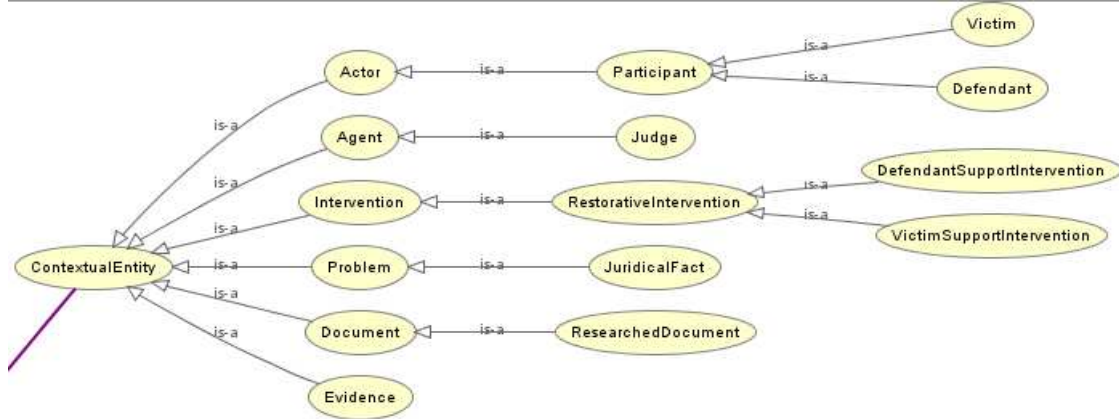 Victim
is-a
Actor
is-a
Participant
is-a
Defendant
is-a
Agent
is-a
Judge
is-a
DefendantSupportIntervention
is-a
Intervention
is-a
RestorativeIntervention
is-a
VictimSupportIntervention
is-a
ContextualEntity
is-a
Problem
is-a
JuridicalFact
is-a
Document
is-a
ResearchedDocument
is-a
Evidence